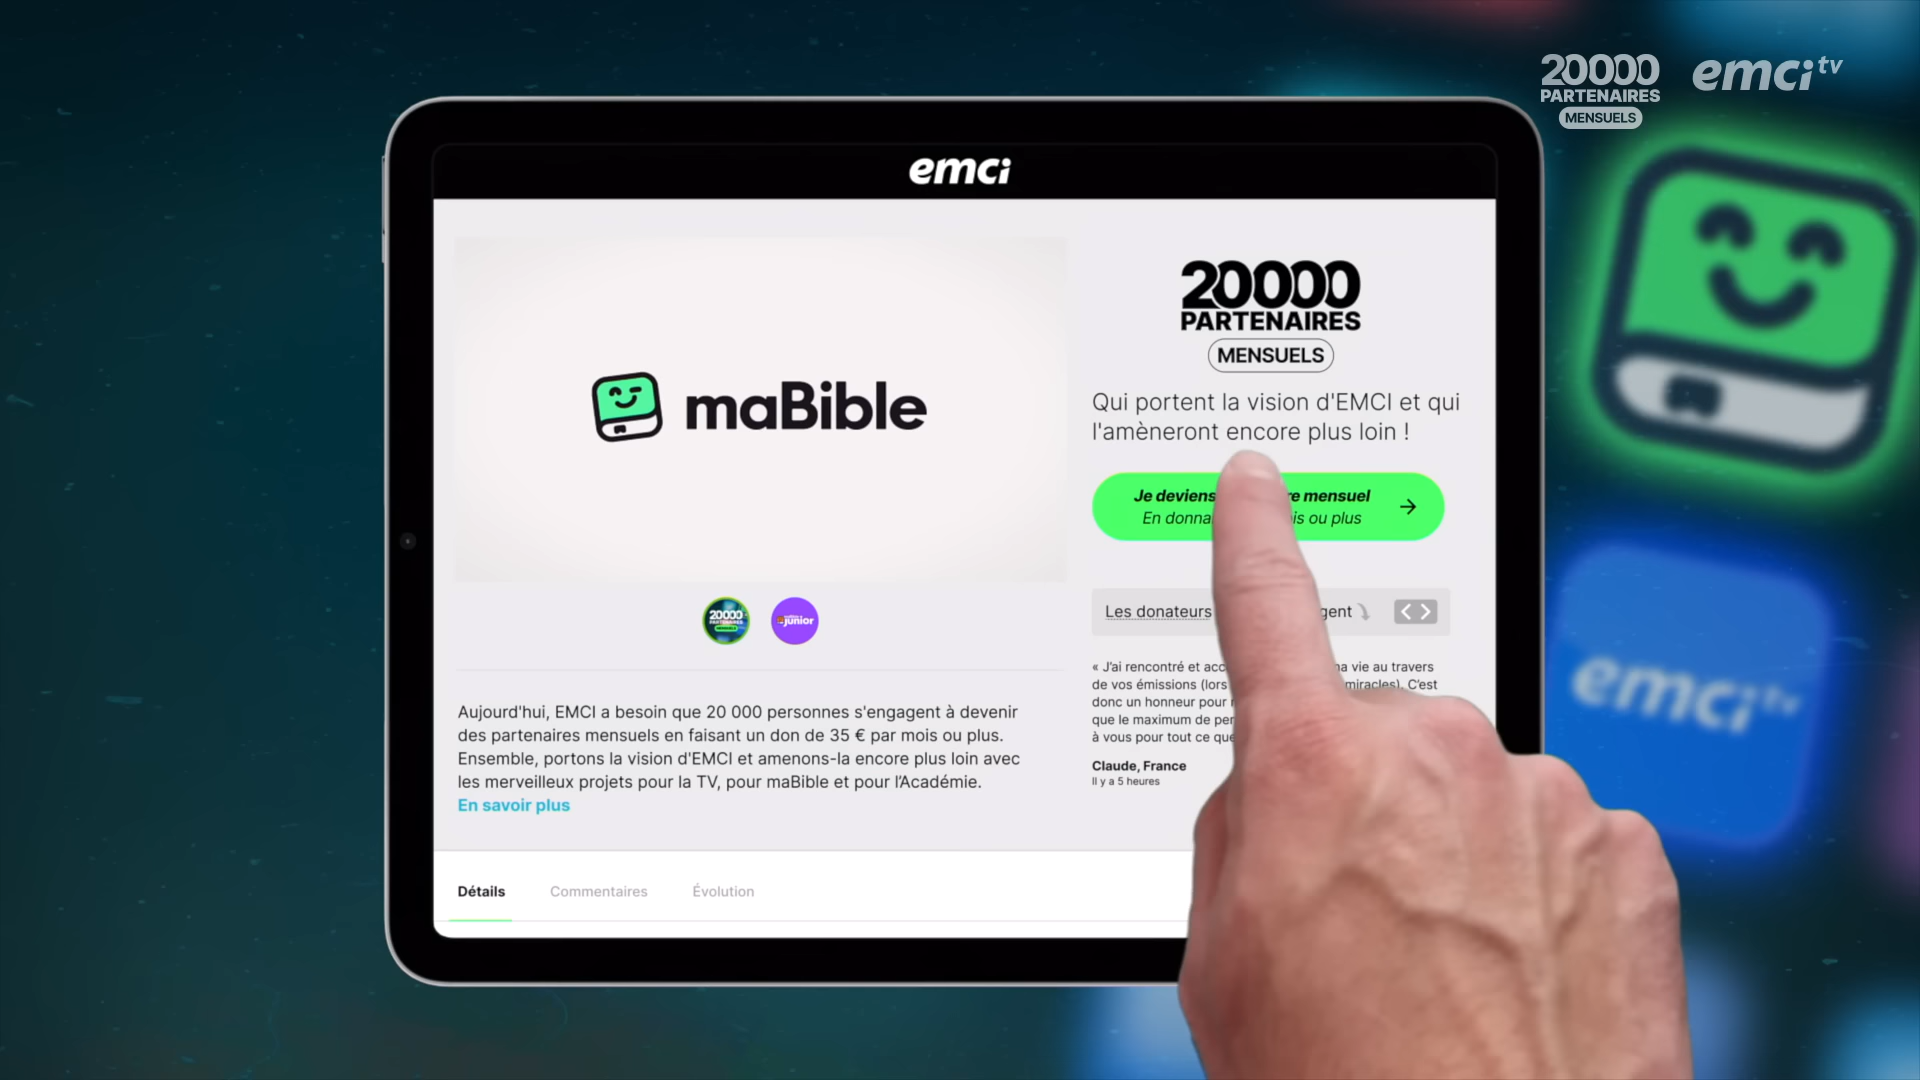 20000
PARTENAIRES
MENSUELS
emci tv
emci
maBible
20000
PARTENAIRES
MENSUELS
Qui portent la vision d'EMCI et qui
l'amèneront encore plus loin !
Je deviens mensuel
En ou plus
Les donateurs
20000
PARTENAIRES
MENSUELS
junior
« J'ai rencontré et vie au travers
de vos émissions (lors miracles). C'est
donc un honneur pour
que le maximum de
à vous pour tout ce que
Claude, France
Il y a 5 heures
Aujourd'hui, EMCI a besoin que 20 000 personnes s'engagent à devenir
des partenaires mensuels en faisant un don de 35 € par mois ou plus.
Ensemble, portons la vision d'EMCI et amenons-la encore plus loin avec
les merveilleux projets pour la TV, pour maBible et pour l'Académie.
En savoir plus
Détails Commentaires Évolution
emci tv